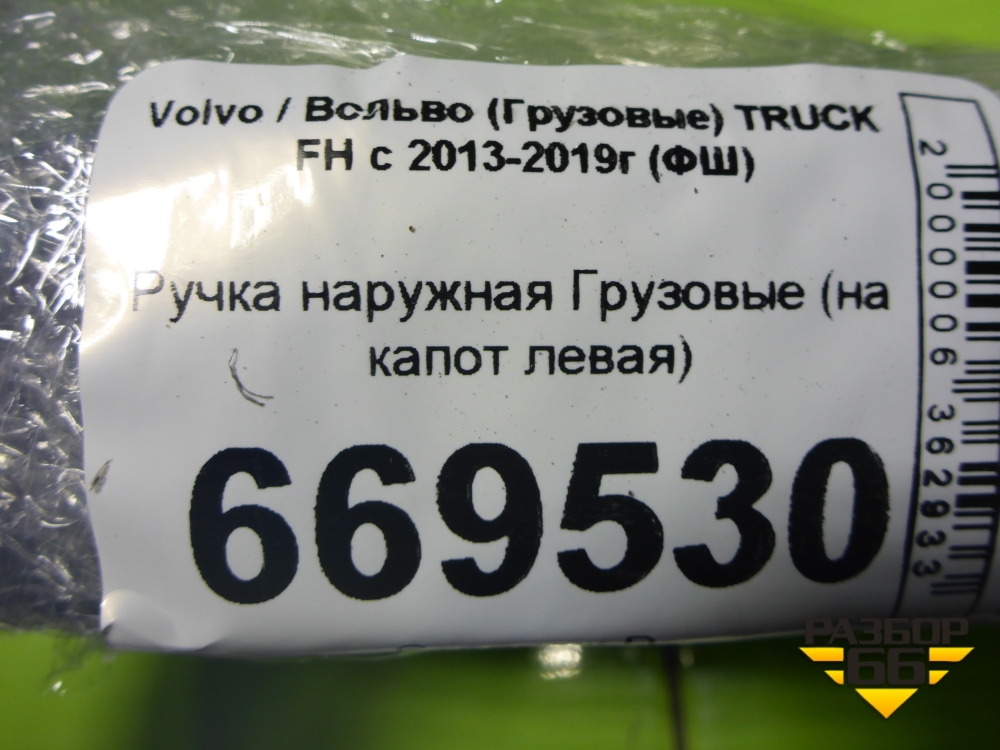 Volvo / Вольво (Грузовые) TRUCK
FH с 2013-2019г (ФШ)
Ручка наружная Грузовые (на
капот левая)
669530
2000006362933
РАЗБОР
66